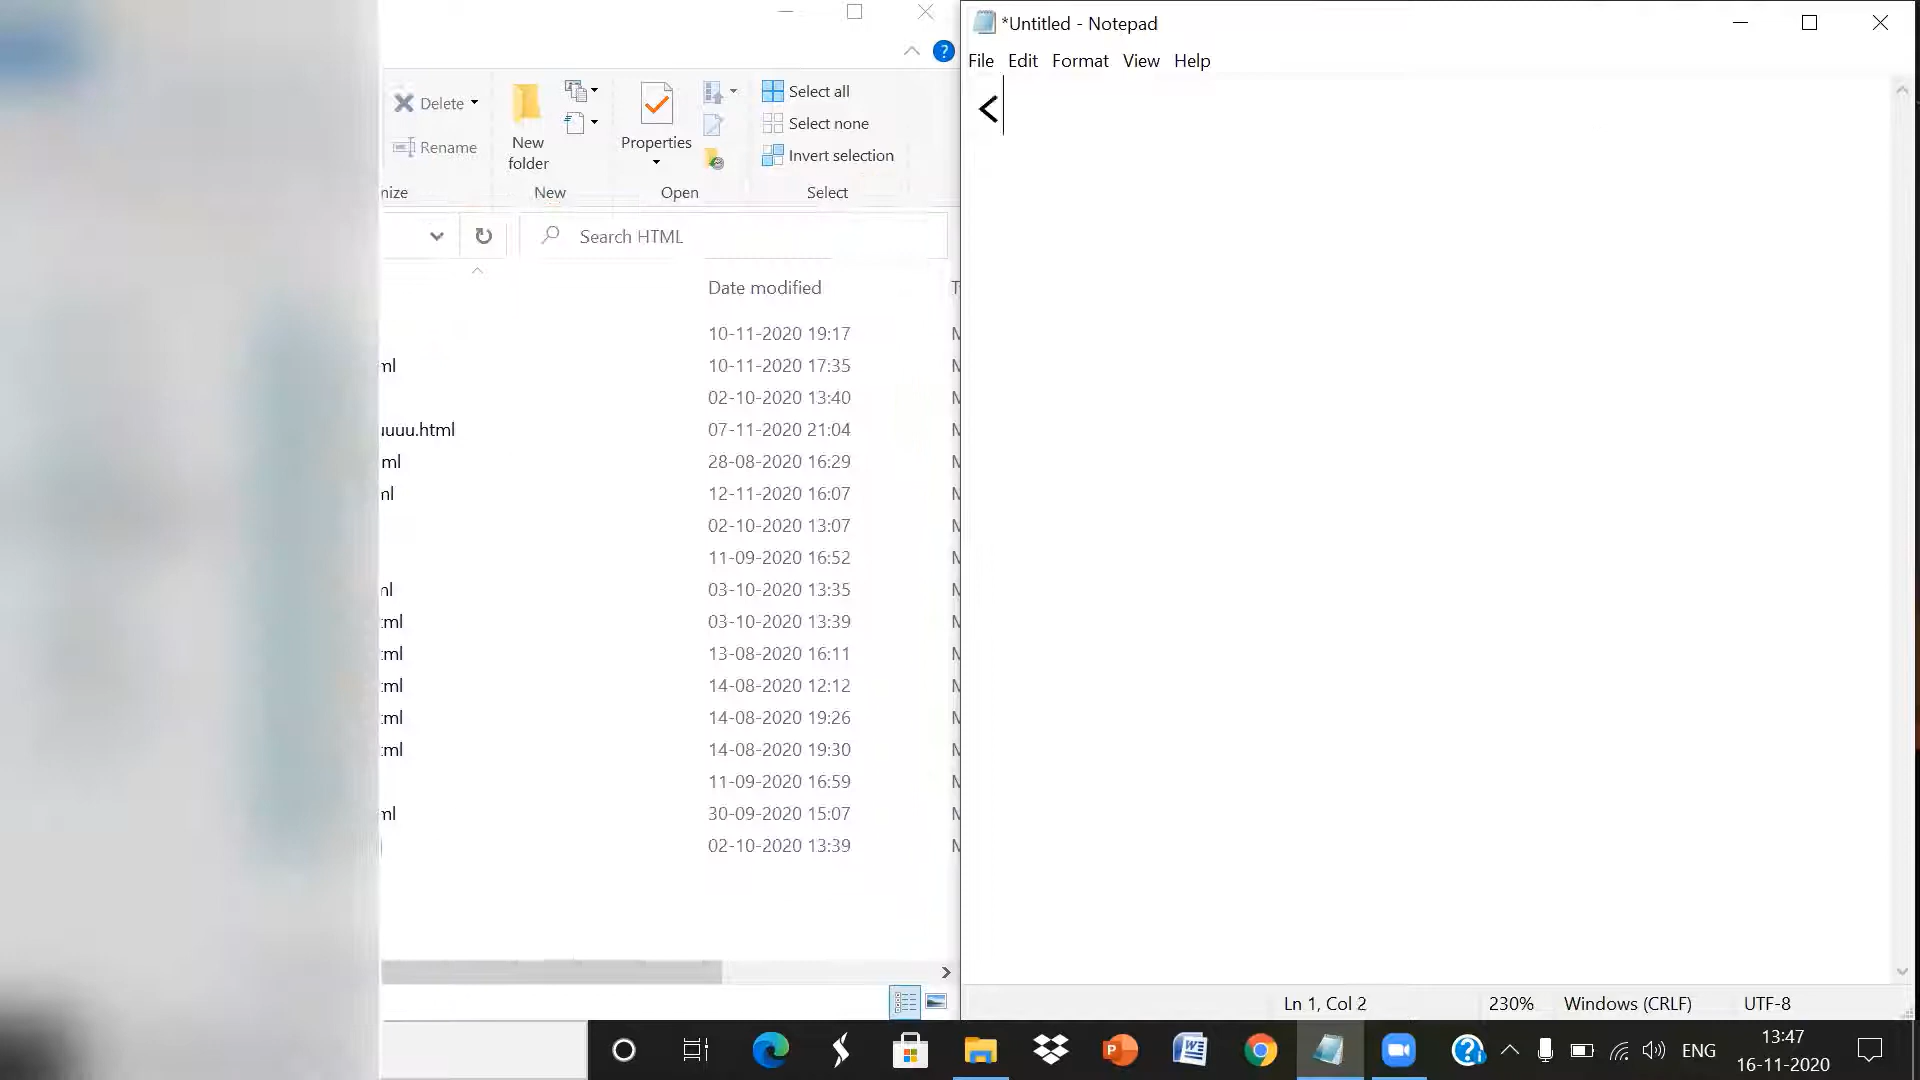 *Untitled - Notepad
File Edit Format View Help
<
Delete
Rename
New folder
Properties
Select all
Select none
Invert selection
nize
New
Open
Select
Search HTML
Date modified
10-11-2020 19:17
ml 10-11-2020 17:35
02-10-2020 13:40
uuuu.html 07-11-2020 21:04
ml 28-08-2020 16:29
ml 12-11-2020 16:07
02-10-2020 13:07
11-09-2020 16:52
ml 03-10-2020 13:35
tml 03-10-2020 13:39
tml 13-08-2020 16:11
tml 14-08-2020 12:12
tml 14-08-2020 19:26
tml 14-08-2020 19:30
11-09-2020 16:59
ml 30-09-2020 15:07
02-10-2020 13:39
Ln 1, Col 2 230% Windows (CRLF) UTF-8
ENG
13:47
16-11-2020